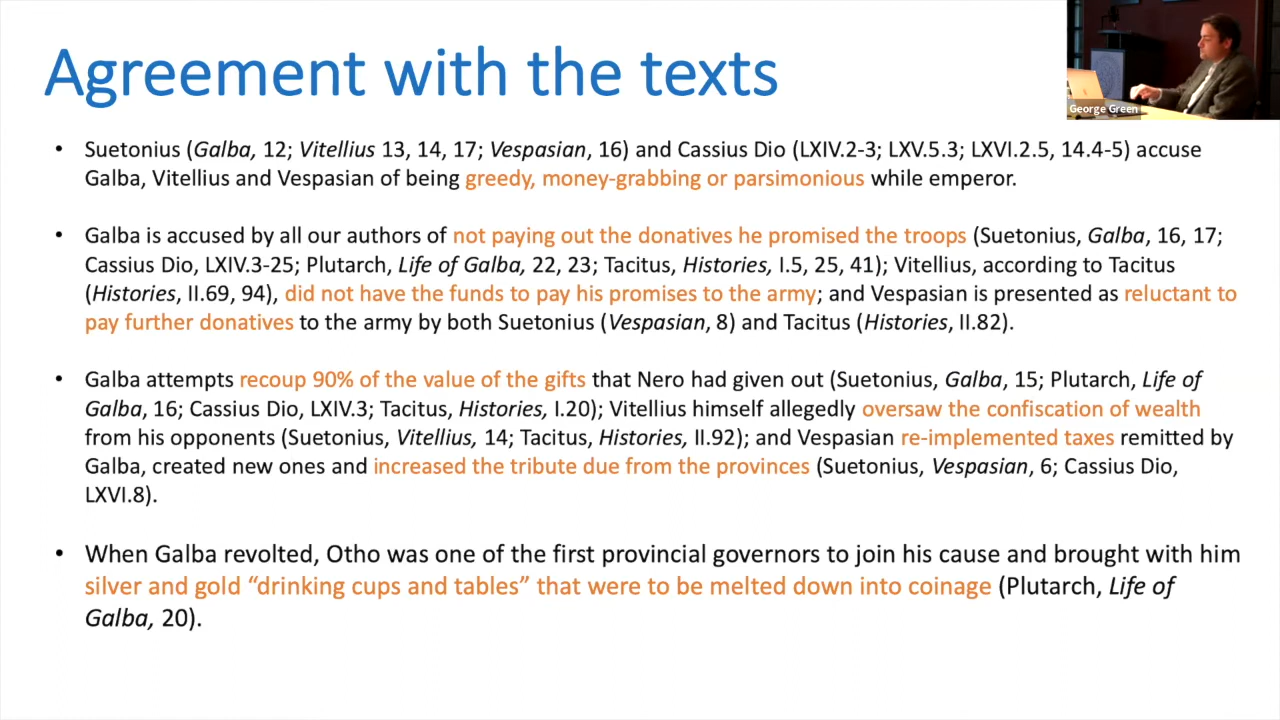 Agreement with the texts
George Green
• Suetonius (Galba, 12; Vitellius 13, 14, 17; Vespasian, 16) and Cassius Dio (LXIV.2-3; LXV.5.3; LXVI.2.5, 14.4-5) accuse
Galba, Vitellius and Vespasian of being greedy, money-grabbing or parsimonious while emperor.
• Galba is accused by all our authors of not paying out the donatives he promised the troops (Suetonius, Galba, 16, 17;
Cassius Dio, LXIV.3-25; Plutarch, Life of Galba, 22, 23; Tacitus, Histories, I.5, 25, 41); Vitellius, according to Tacitus
(Histories, II.69, 94), did not have the funds to pay his promises to the army; and Vespasian is presented as reluctant to
pay further donatives to the army by both Suetonius (Vespasian, 8) and Tacitus (Histories, II.82).
• Galba attempts recoup 90% of the value of the gifts that Nero had given out (Suetonius, Galba, 15; Plutarch, Life of
Galba, 16; Cassius Dio, LXIV.3; Tacitus, Histories, I.20); Vitellius himself allegedly oversaw the confiscation of wealth
from his opponents (Suetonius, Vitellius, 14; Tacitus, Histories, II.92); and Vespasian re-implemented taxes remitted by
Galba, created new ones and increased the tribute due from the provinces (Suetonius, Vespasian, 6; Cassius Dio,
LXVI.8).
• When Galba revolted, Otho was one of the first provincial governors to join his cause and brought with him
silver and gold “drinking cups and tables” that were to be melted down into coinage (Plutarch, Life of
Galba, 20).